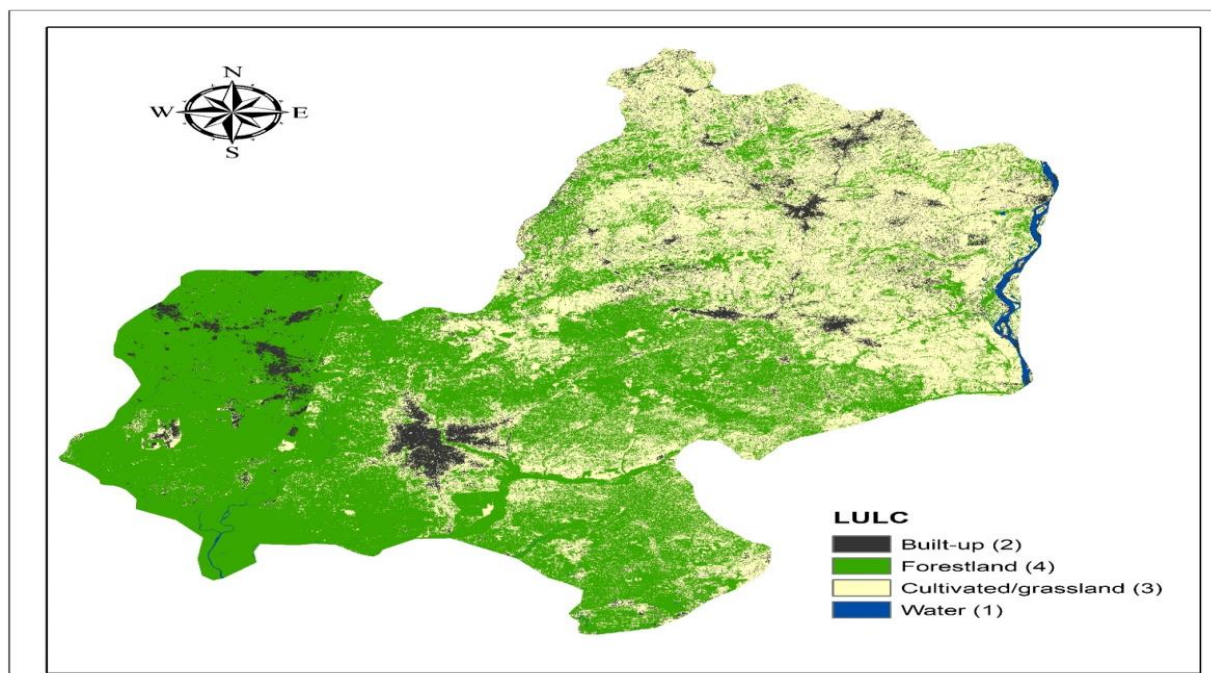 N
W E
S
LULC
Built-up (2)
Forestland (4)
Cultivated/grassland (3)
Water (1)